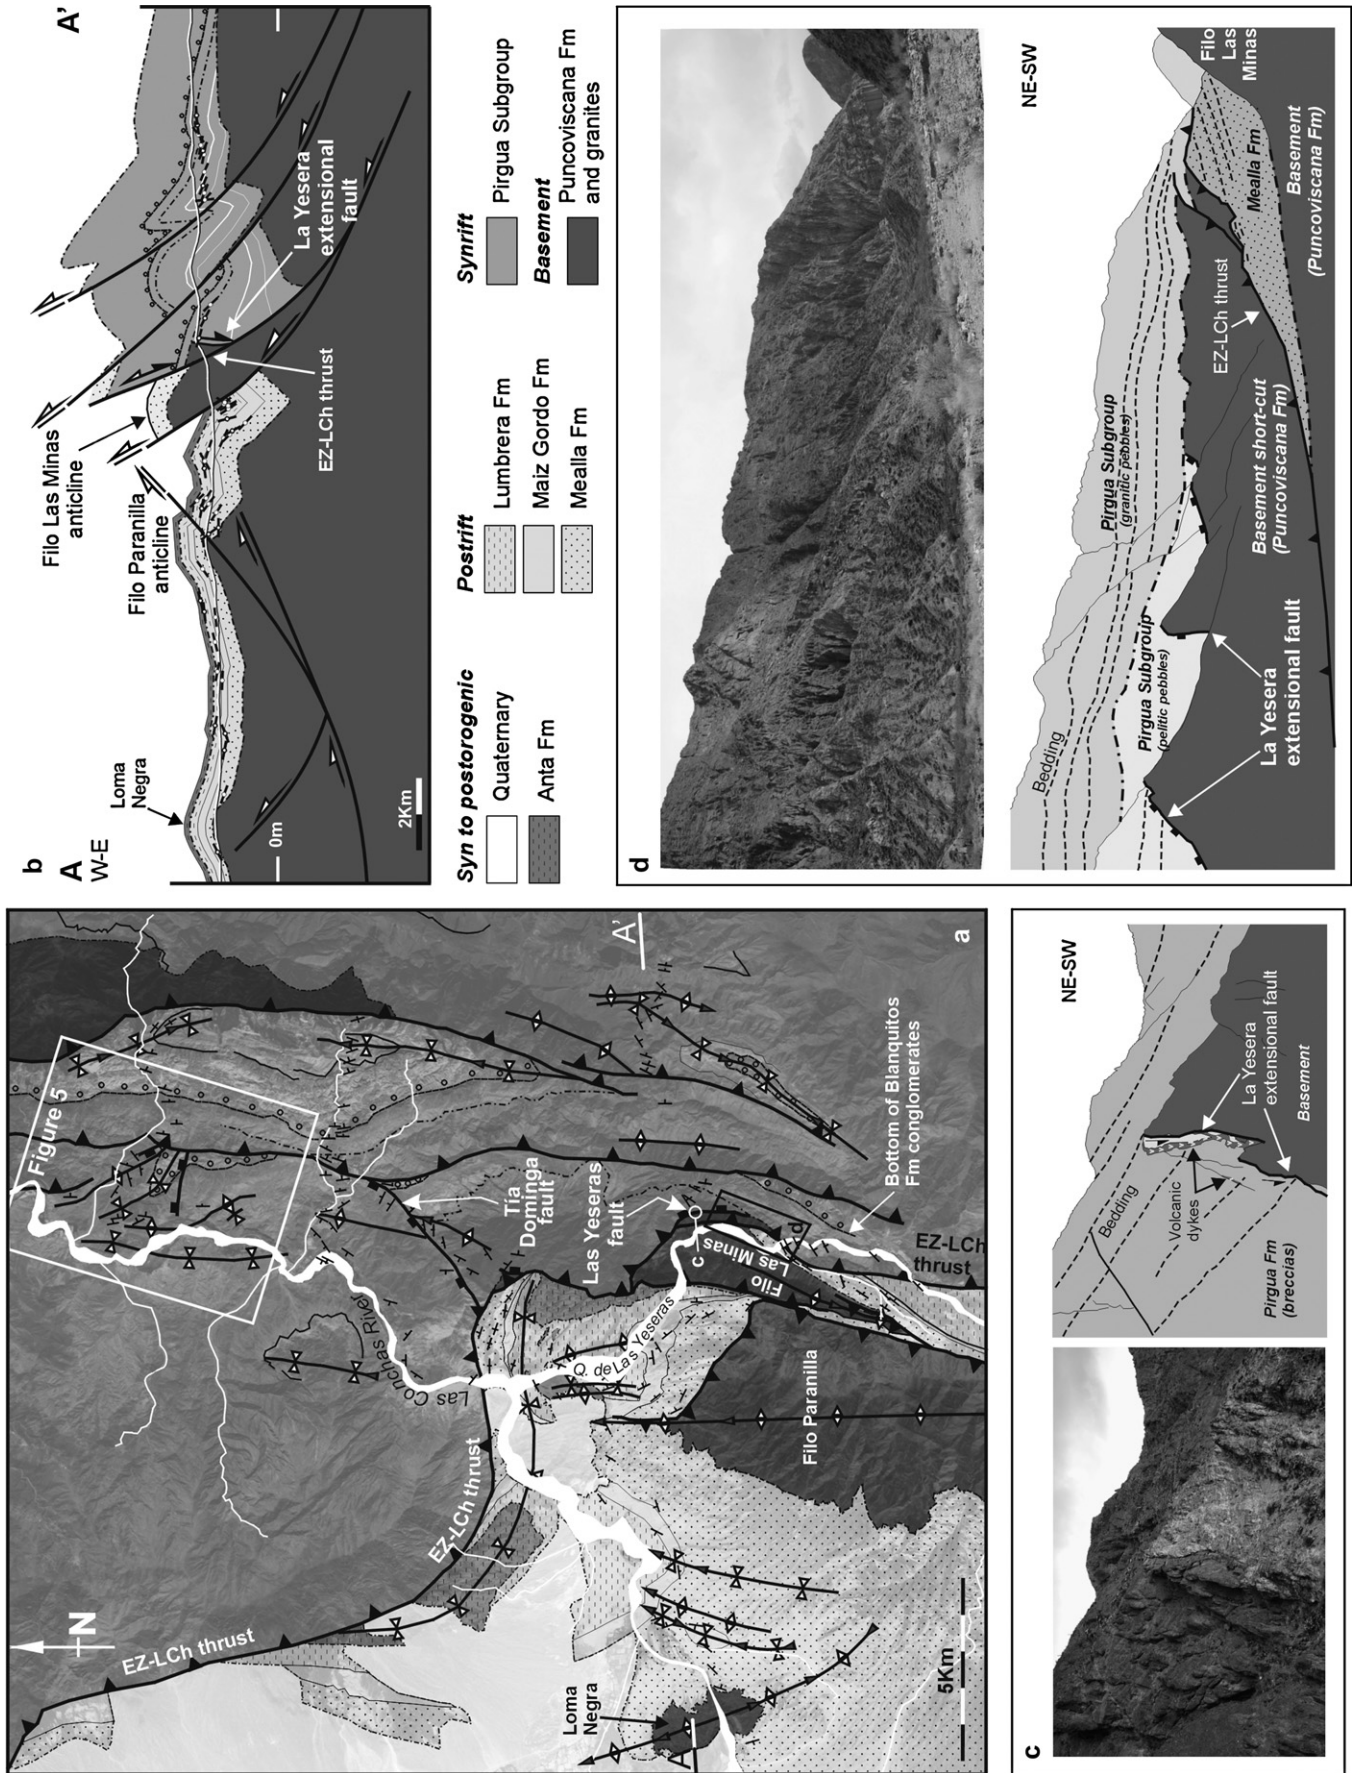 b
A
W-E
A'
Loma
Negra
Filo Paranilla
anticline
Filo Las Minas
anticline
0m
2Km
EZ-LCh thrust
La Yesera
extensional
fault
Syn to postorogenic
Quaternary
Anta Fm
Postrift
Lumbrera Fm
Maiz Gordo Fm
Mealla Fm
Synrift
Pirgua Subgroup
Basement
Puncoviscana Fm
and granites
a
N
Figure 5
EZ-LCh thrust
EZ-LCh thrust
Las Conchas River
Tia
Dominga
fault
Las Yeseras
fault
Q. de Las Yeseras
c
d
Filo
Las Minas
Bottom of Blanquitos
Fm conglomerates
EZ-LCh
thrust
Filo Paranilla
Loma
Negra
A
A'
5Km
c
NE-SW
Bedding
Volcanic
dykes
La Yesera
extensional fault
Pirgua Fm
(breccias)
Basement
d
NE-SW
Bedding
Pirgua Subgroup
(granitic pebbles)
Pirgua Subgroup
(pelitic pebbles)
La Yesera
extensional fault
Basement short-cut
(Puncoviscana Fm)
EZ-LCh thrust
Mealla Fm
Filo
Las
Minas
Basement
(Puncoviscana Fm)